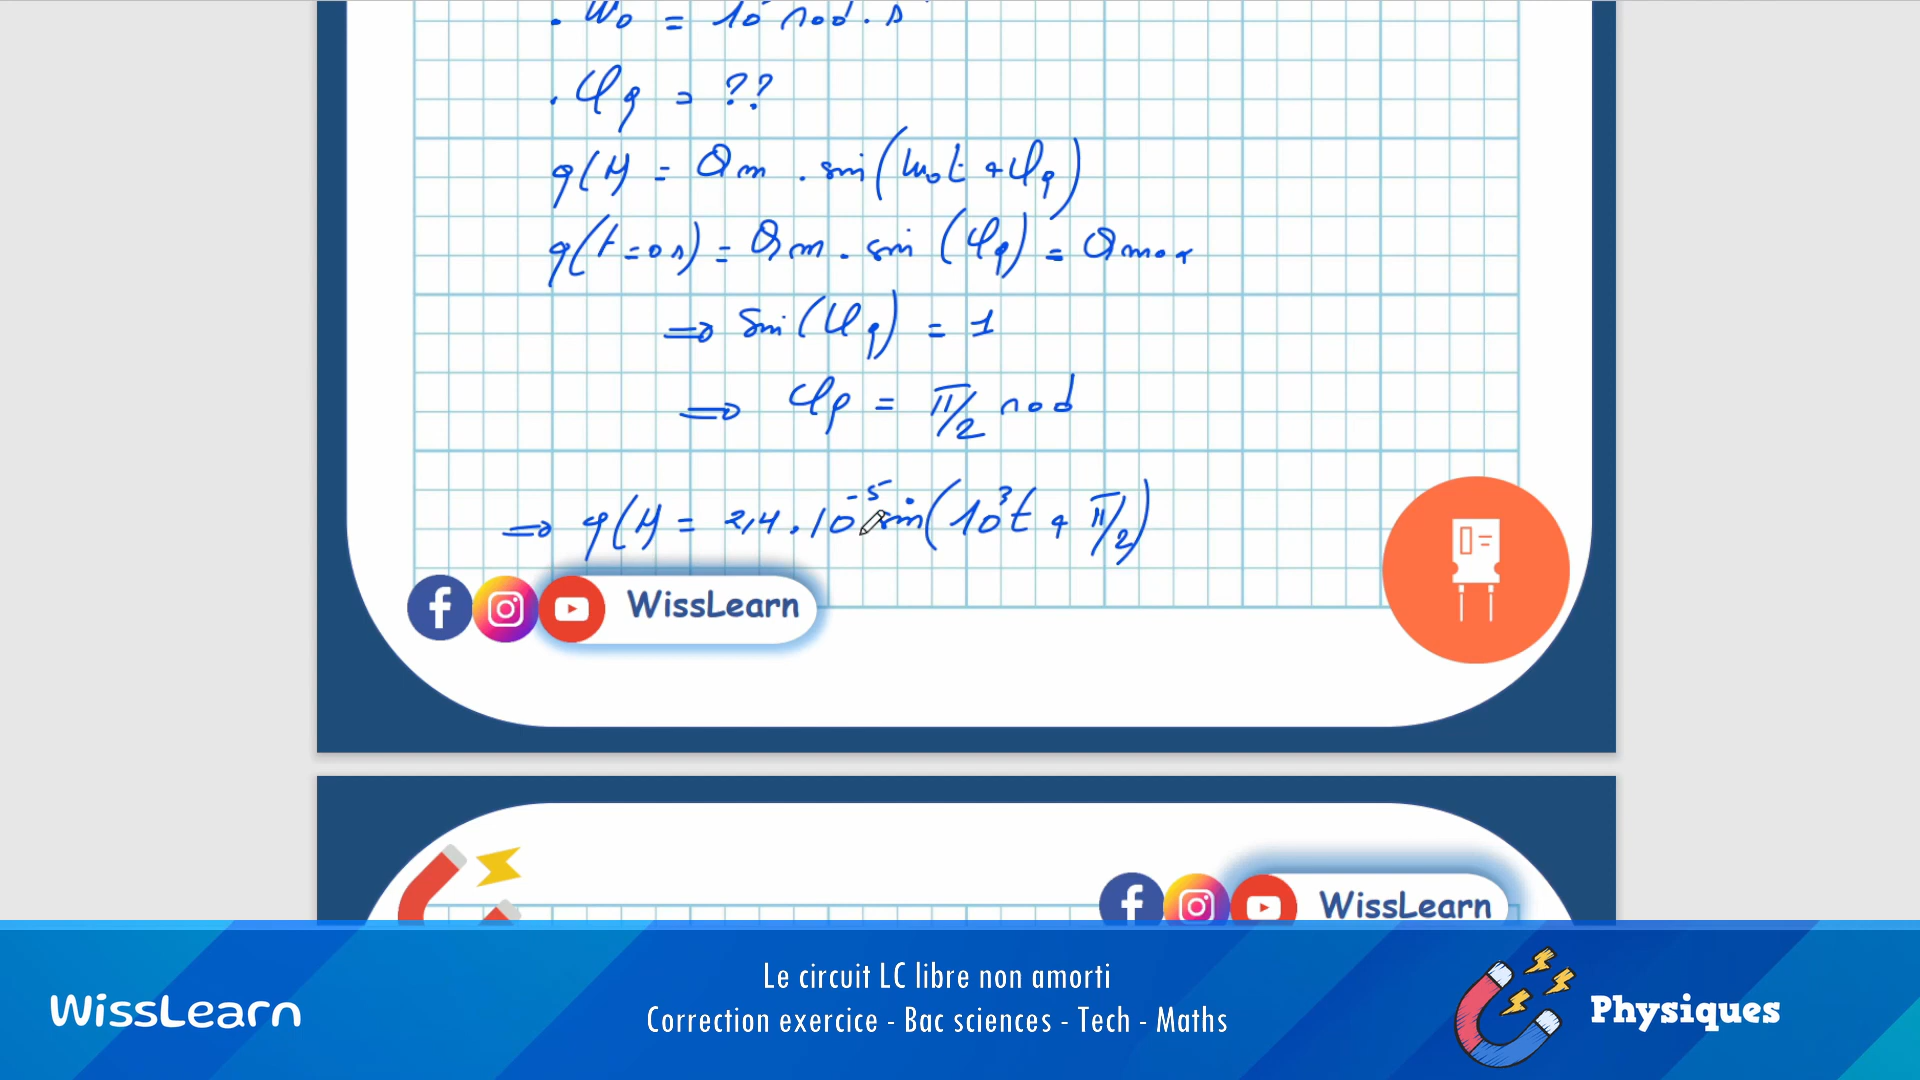 . ω₀ = 10³ rad. s
. φq = ??
q(t) = Qm . sin(ω₀t + φq)
q(t=0s) = Qm . sin (φq) = Qmax
⇒ sin(φq) = 1
⇒ φq = π/2 rad
⇒ q(t) = 2,4 . 10⁻⁵ sin(10³t + π/2)
WissLearn
WissLearn
WissLearn
Le circuit LC libre non amorti
Correction exercice - Bac sciences - Tech - Maths
Physiques